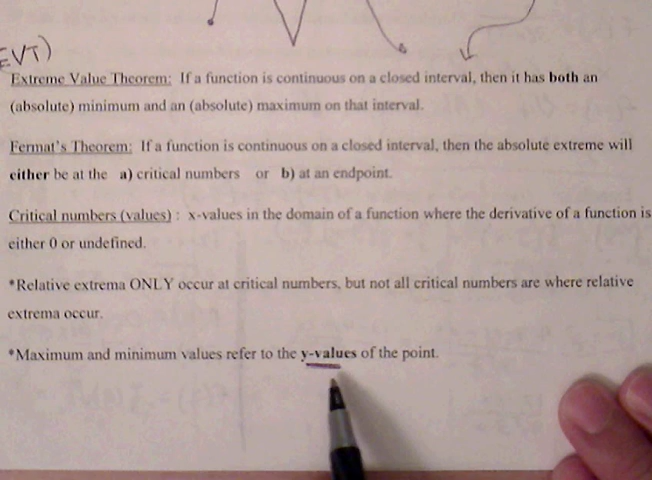 EVT)
Extreme Value Theorem: If a function is continuous on a closed interval, then it has both an
(absolute) minimum and an (absolute) maximum on that interval.
Fermat's Theorem: If a function is continuous on a closed interval, then the absolute extreme will
either be at the a) critical numbers or b) at an endpoint.
Critical numbers (values) : x-values in the domain of a function where the derivative of a function is
either 0 or undefined.
*Relative extrema ONLY occur at critical numbers, but not all critical numbers are where relative
extrema occur.
*Maximum and minimum values refer to the y-values of the point.